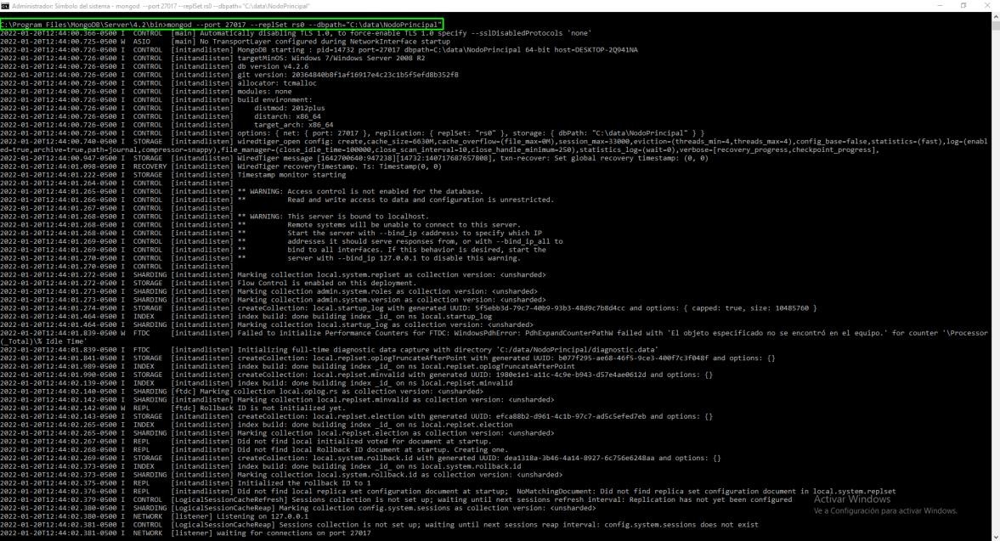 Administrador: Símbolo del sistema - mongod --port 27017 --replSet rs0 --dbpath="C:\data\NodoPrincipal"
C:\Program Files\MongoDB\Server\4.2\bin>mongod --port 27017 --replSet rs0 --dbpath="C:\data\NodoPrincipal"
2022-01-20T12:44:00.366-0500 I  CONTROL  [main] Automatically disabling TLS 1.0, to force-enable TLS 1.0 specify --sslDisabledProtocols 'none'
2022-01-20T12:44:00.725-0500 W  ASIO     [main] No TransportLayer configured during NetworkInterface startup
2022-01-20T12:44:00.726-0500 I  CONTROL  [initandlisten] MongoDB starting : pid=14732 port=27017 dbpath=C:\data\NodoPrincipal 64-bit host=DESKTOP-2Q941NA
2022-01-20T12:44:00.726-0500 I  CONTROL  [initandlisten] targetMinOS: Windows 7/Windows Server 2008 R2
2022-01-20T12:44:00.726-0500 I  CONTROL  [initandlisten] db version v4.2.6
2022-01-20T12:44:00.726-0500 I  CONTROL  [initandlisten] git version: 20364840b8f1af16917e4c23c1b5f5efd8b352f8
2022-01-20T12:44:00.726-0500 I  CONTROL  [initandlisten] allocator: tcmalloc
2022-01-20T12:44:00.726-0500 I  CONTROL  [initandlisten] modules: none
2022-01-20T12:44:00.726-0500 I  CONTROL  [initandlisten] build environment:
2022-01-20T12:44:00.726-0500 I  CONTROL  [initandlisten]     distmod: 2012plus
2022-01-20T12:44:00.726-0500 I  CONTROL  [initandlisten]     distarch: x86_64
2022-01-20T12:44:00.726-0500 I  CONTROL  [initandlisten]     target_arch: x86_64
2022-01-20T12:44:00.726-0500 I  CONTROL  [initandlisten] options: { net: { port: 27017 }, replication: { replSet: "rs0" }, storage: { dbPath: "C:\data\NodoPrincipal" } }
2022-01-20T12:44:00.740-0500 I  STORAGE  [initandlisten] wiredtiger_open config: create,cache_size=6630M,cache_overflow=(file_max=0M),session_max=33000,eviction=(threads_min=4,threads_max=4),config_base=false,statistics=(fast),log=(enabl
ed=true,archive=true,path=journal,compressor=snappy),file_manager=(close_idle_time=100000,close_scan_interval=10,close_handle_minimum=250),statistics_log=(wait=0),verbose=[recovery_progress,checkpoint_progress],
2022-01-20T12:44:00.947-0500 I  STORAGE  [initandlisten] WiredTiger message [1642700640:947238][14732:140717687657808], txn-recover: Set global recovery timestamp: (0, 0)
2022-01-20T12:44:01.098-0500 I  RECOVERY [initandlisten] WiredTiger recoveryTimestamp. Ts: Timestamp(0, 0)
2022-01-20T12:44:01.222-0500 I  STORAGE  [initandlisten] Timestamp monitor starting
2022-01-20T12:44:01.264-0500 I  CONTROL  [initandlisten]
2022-01-20T12:44:01.265-0500 I  CONTROL  [initandlisten] ** WARNING: Access control is not enabled for the database.
2022-01-20T12:44:01.266-0500 I  CONTROL  [initandlisten] **          Read and write access to data and configuration is unrestricted.
2022-01-20T12:44:01.267-0500 I  CONTROL  [initandlisten]
2022-01-20T12:44:01.268-0500 I  CONTROL  [initandlisten] ** WARNING: This server is bound to localhost.
2022-01-20T12:44:01.268-0500 I  CONTROL  [initandlisten] **          Remote systems will be unable to connect to this server.
2022-01-20T12:44:01.268-0500 I  CONTROL  [initandlisten] **          Start the server with --bind_ip <address> to specify which IP
2022-01-20T12:44:01.269-0500 I  CONTROL  [initandlisten] **          addresses it should serve responses from, or with --bind_ip_all to
2022-01-20T12:44:01.269-0500 I  CONTROL  [initandlisten] **          bind to all interfaces. If this behavior is desired, start the
2022-01-20T12:44:01.270-0500 I  CONTROL  [initandlisten] **          server with --bind_ip 127.0.0.1 to disable this warning.
2022-01-20T12:44:01.270-0500 I  CONTROL  [initandlisten]
2022-01-20T12:44:01.272-0500 I  SHARDING [initandlisten] Marking collection local.system.replset as collection version: <unsharded>
2022-01-20T12:44:01.272-0500 I  STORAGE  [initandlisten] Flow Control is enabled on this deployment.
2022-01-20T12:44:01.273-0500 I  SHARDING [initandlisten] Marking collection admin.system.roles as collection version: <unsharded>
2022-01-20T12:44:01.273-0500 I  SHARDING [initandlisten] Marking collection admin.system.version as collection version: <unsharded>
2022-01-20T12:44:01.274-0500 I  STORAGE  [initandlisten] createCollection: local.startup_log with generated UUID: 5f5ebb3d-79c7-40b9-93b3-48d9c7b8d4cc and options: { capped: true, size: 10485760 }
2022-01-20T12:44:01.464-0500 I  INDEX    [initandlisten] index build: done building index _id_ on ns local.startup_log
2022-01-20T12:44:01.464-0500 I  SHARDING [initandlisten] Marking collection local.startup_log as collection version: <unsharded>
2022-01-20T12:44:01.839-0500 W  FTDC     [initandlisten] Failed to initialize Performance Counters for FTDC: WindowsPdhError: PdhExpandCounterPathW failed with 'El objeto especificado no se encontró en el equipo.' for counter '\Processor
(_Total)\% Idle Time'
2022-01-20T12:44:01.839-0500 I  FTDC     [initandlisten] Initializing full-time diagnostic data capture with directory 'C:/data/NodoPrincipal/diagnostic.data'
2022-01-20T12:44:01.841-0500 I  STORAGE  [initandlisten] createCollection: local.replset.oplogTruncateAfterPoint with generated UUID: b077f295-ae68-46f5-9ce3-400f7c3f048f and options: {}
2022-01-20T12:44:01.989-0500 I  INDEX    [initandlisten] index build: done building index _id_ on ns local.replset.oplogTruncateAfterPoint
2022-01-20T12:44:01.990-0500 I  STORAGE  [initandlisten] createCollection: local.replset.minvalid with generated UUID: 1980e1e1-a11c-4c9e-b943-d57e4ae0612d and options: {}
2022-01-20T12:44:02.139-0500 I  INDEX    [initandlisten] index build: done building index _id_ on ns local.replset.minvalid
2022-01-20T12:44:02.140-0500 I  SHARDING [ftdc] Marking collection local.oplog.rs as collection version: <unsharded>
2022-01-20T12:44:02.142-0500 I  SHARDING [initandlisten] Marking collection local.replset.minvalid as collection version: <unsharded>
2022-01-20T12:44:02.142-0500 W  REPL     [ftdc] Rollback ID is not initialized yet.
2022-01-20T12:44:02.143-0500 I  STORAGE  [initandlisten] createCollection: local.replset.election with generated UUID: efca88b2-d961-4c1b-97c7-ad5c5efed7eb and options: {}
2022-01-20T12:44:02.265-0500 I  INDEX    [initandlisten] index build: done building index _id_ on ns local.replset.election
2022-01-20T12:44:02.265-0500 I  SHARDING [initandlisten] Marking collection local.replset.election as collection version: <unsharded>
2022-01-20T12:44:02.267-0500 I  REPL     [initandlisten] Did not find local initialized voted for document at startup.
2022-01-20T12:44:02.268-0500 I  REPL     [initandlisten] Did not find local Rollback ID document at startup. Creating one.
2022-01-20T12:44:02.269-0500 I  STORAGE  [initandlisten] createCollection: local.system.rollback.id with generated UUID: dea1318a-3b46-4a14-8927-6c756e6248aa and options: {}
2022-01-20T12:44:02.373-0500 I  INDEX    [initandlisten] index build: done building index _id_ on ns local.system.rollback.id
2022-01-20T12:44:02.373-0500 I  SHARDING [initandlisten] Marking collection local.system.rollback.id as collection version: <unsharded>
2022-01-20T12:44:02.375-0500 I  REPL     [initandlisten] Initialized the rollback ID to 1
2022-01-20T12:44:02.376-0500 I  REPL     [initandlisten] Did not find local replica set configuration document at startup;  NoMatchingDocument: Did not find replica set configuration document in local.system.replset
2022-01-20T12:44:02.379-0500 I  CONTROL  [LogicalSessionCacheRefresh] Sessions collection is not set up; waiting until next sessions refresh interval: Replication has not yet been configured
2022-01-20T12:44:02.380-0500 I  SHARDING [LogicalSessionCacheReap] Marking collection config.system.sessions as collection version: <unsharded>
2022-01-20T12:44:02.380-0500 I  NETWORK  [listener] Listening on 127.0.0.1
2022-01-20T12:44:02.381-0500 I  CONTROL  [LogicalSessionCacheReap] Sessions collection is not set up; waiting until next sessions reap interval: config.system.sessions does not exist
2022-01-20T12:44:02.381-0500 I  NETWORK  [listener] waiting for connections on port 27017
Activar Windows
Ve a Configuración para activar Windows.